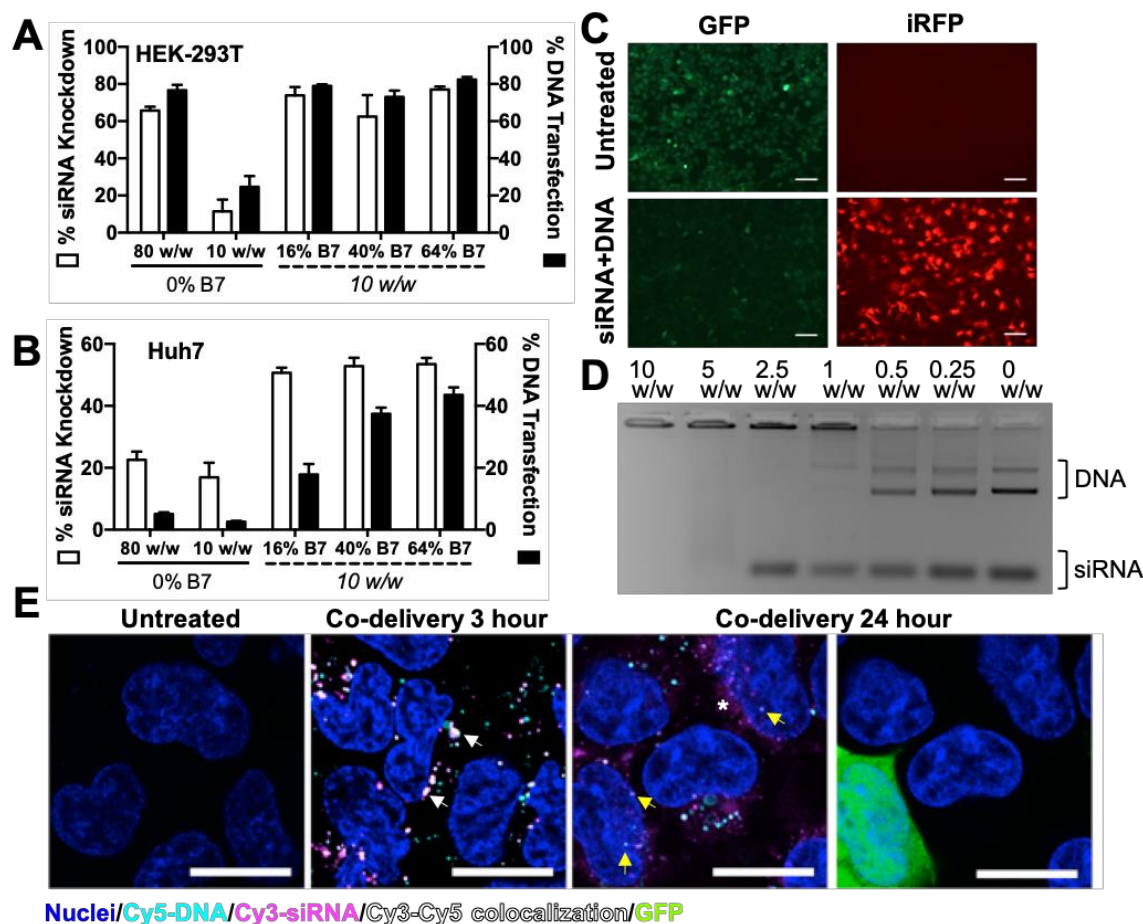 A
HEK-293T
% siRNA Knockdown
% DNA Transfection
100
80
60
40
20
0
100
80
60
40
20
0
80 w/w 10 w/w 16% B7 40% B7 64% B7
0% B7 10 w/w
B
Huh7
% siRNA Knockdown
% DNA Transfection
60
40
20
0
60
40
20
0
80 w/w 10 w/w 16% B7 40% B7 64% B7
0% B7 10 w/w
C
GFP iRFP
Untreated
siRNA+DNA
D
10 5 2.5 1 0.5 0.25 0
w/w w/w w/w w/w w/w w/w w/w
DNA
siRNA
E
Untreated Co-delivery 3 hour Co-delivery 24 hour
*
Nuclei/Cy5-DNA/Cy3-siRNA/Cy3-Cy5 colocalization/GFP